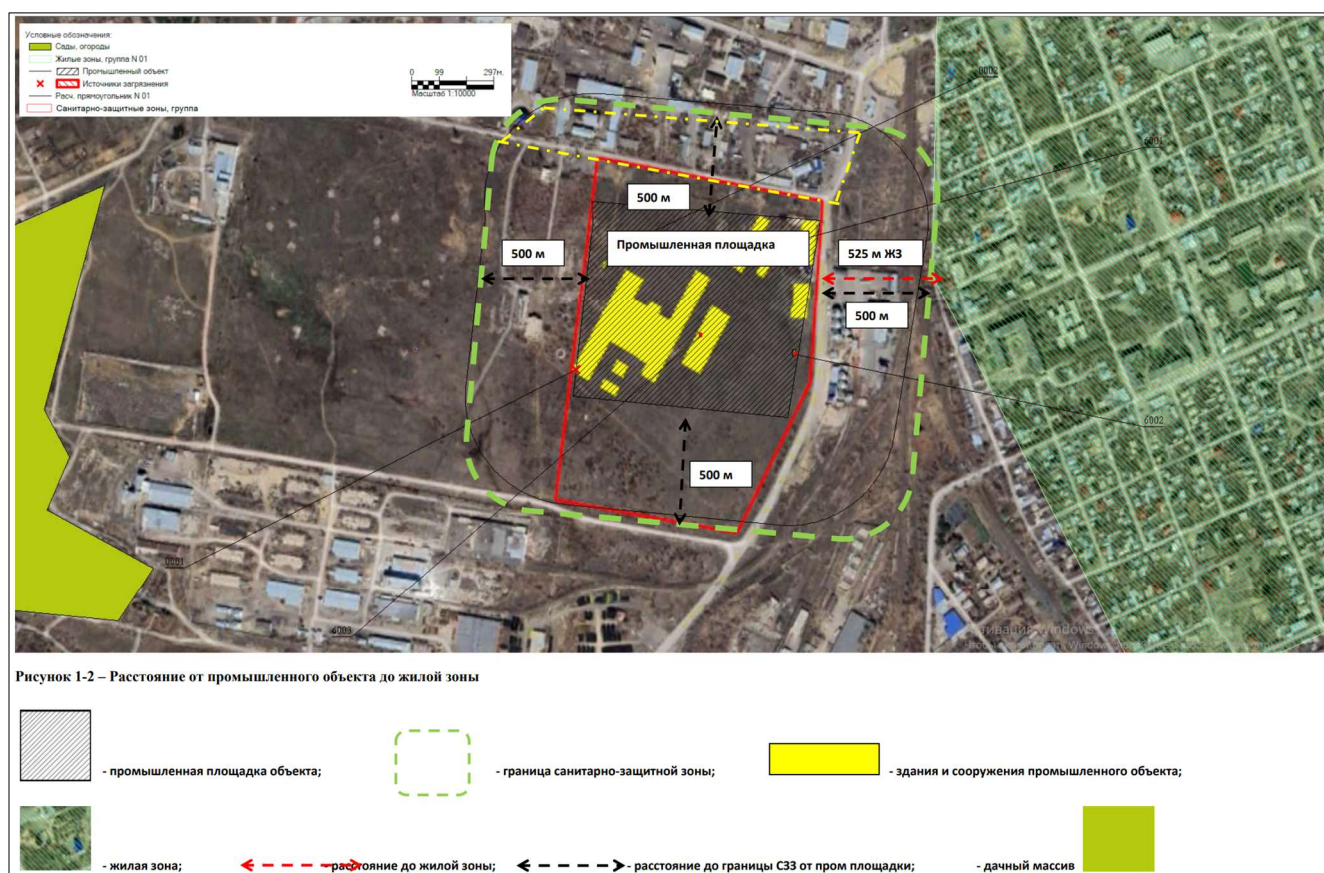 Условные обозначения:
Сады, огороды
Жилые зоны, группа N 01
Промышленный объект
Источники загрязнения
Расч. прямоугольник N 01
Санитарно-защитные зоны, группа
0 99 297м.
Масштаб 1:10000
0002
6001
500 м
Промышленная площадка
500 м
525 м ЖЗ
500 м
6002
500 м
0001
6003
Рисунок 1-2 – Расстояние от промышленного объекта до жилой зоны
- промышленная площадка объекта;
- граница санитарно-защитной зоны;
- здания и сооружения промышленного объекта;
- жилая зона;
расстояние до жилой зоны;
- расстояние до границы СЗЗ от пром площадки;
- дачный массив